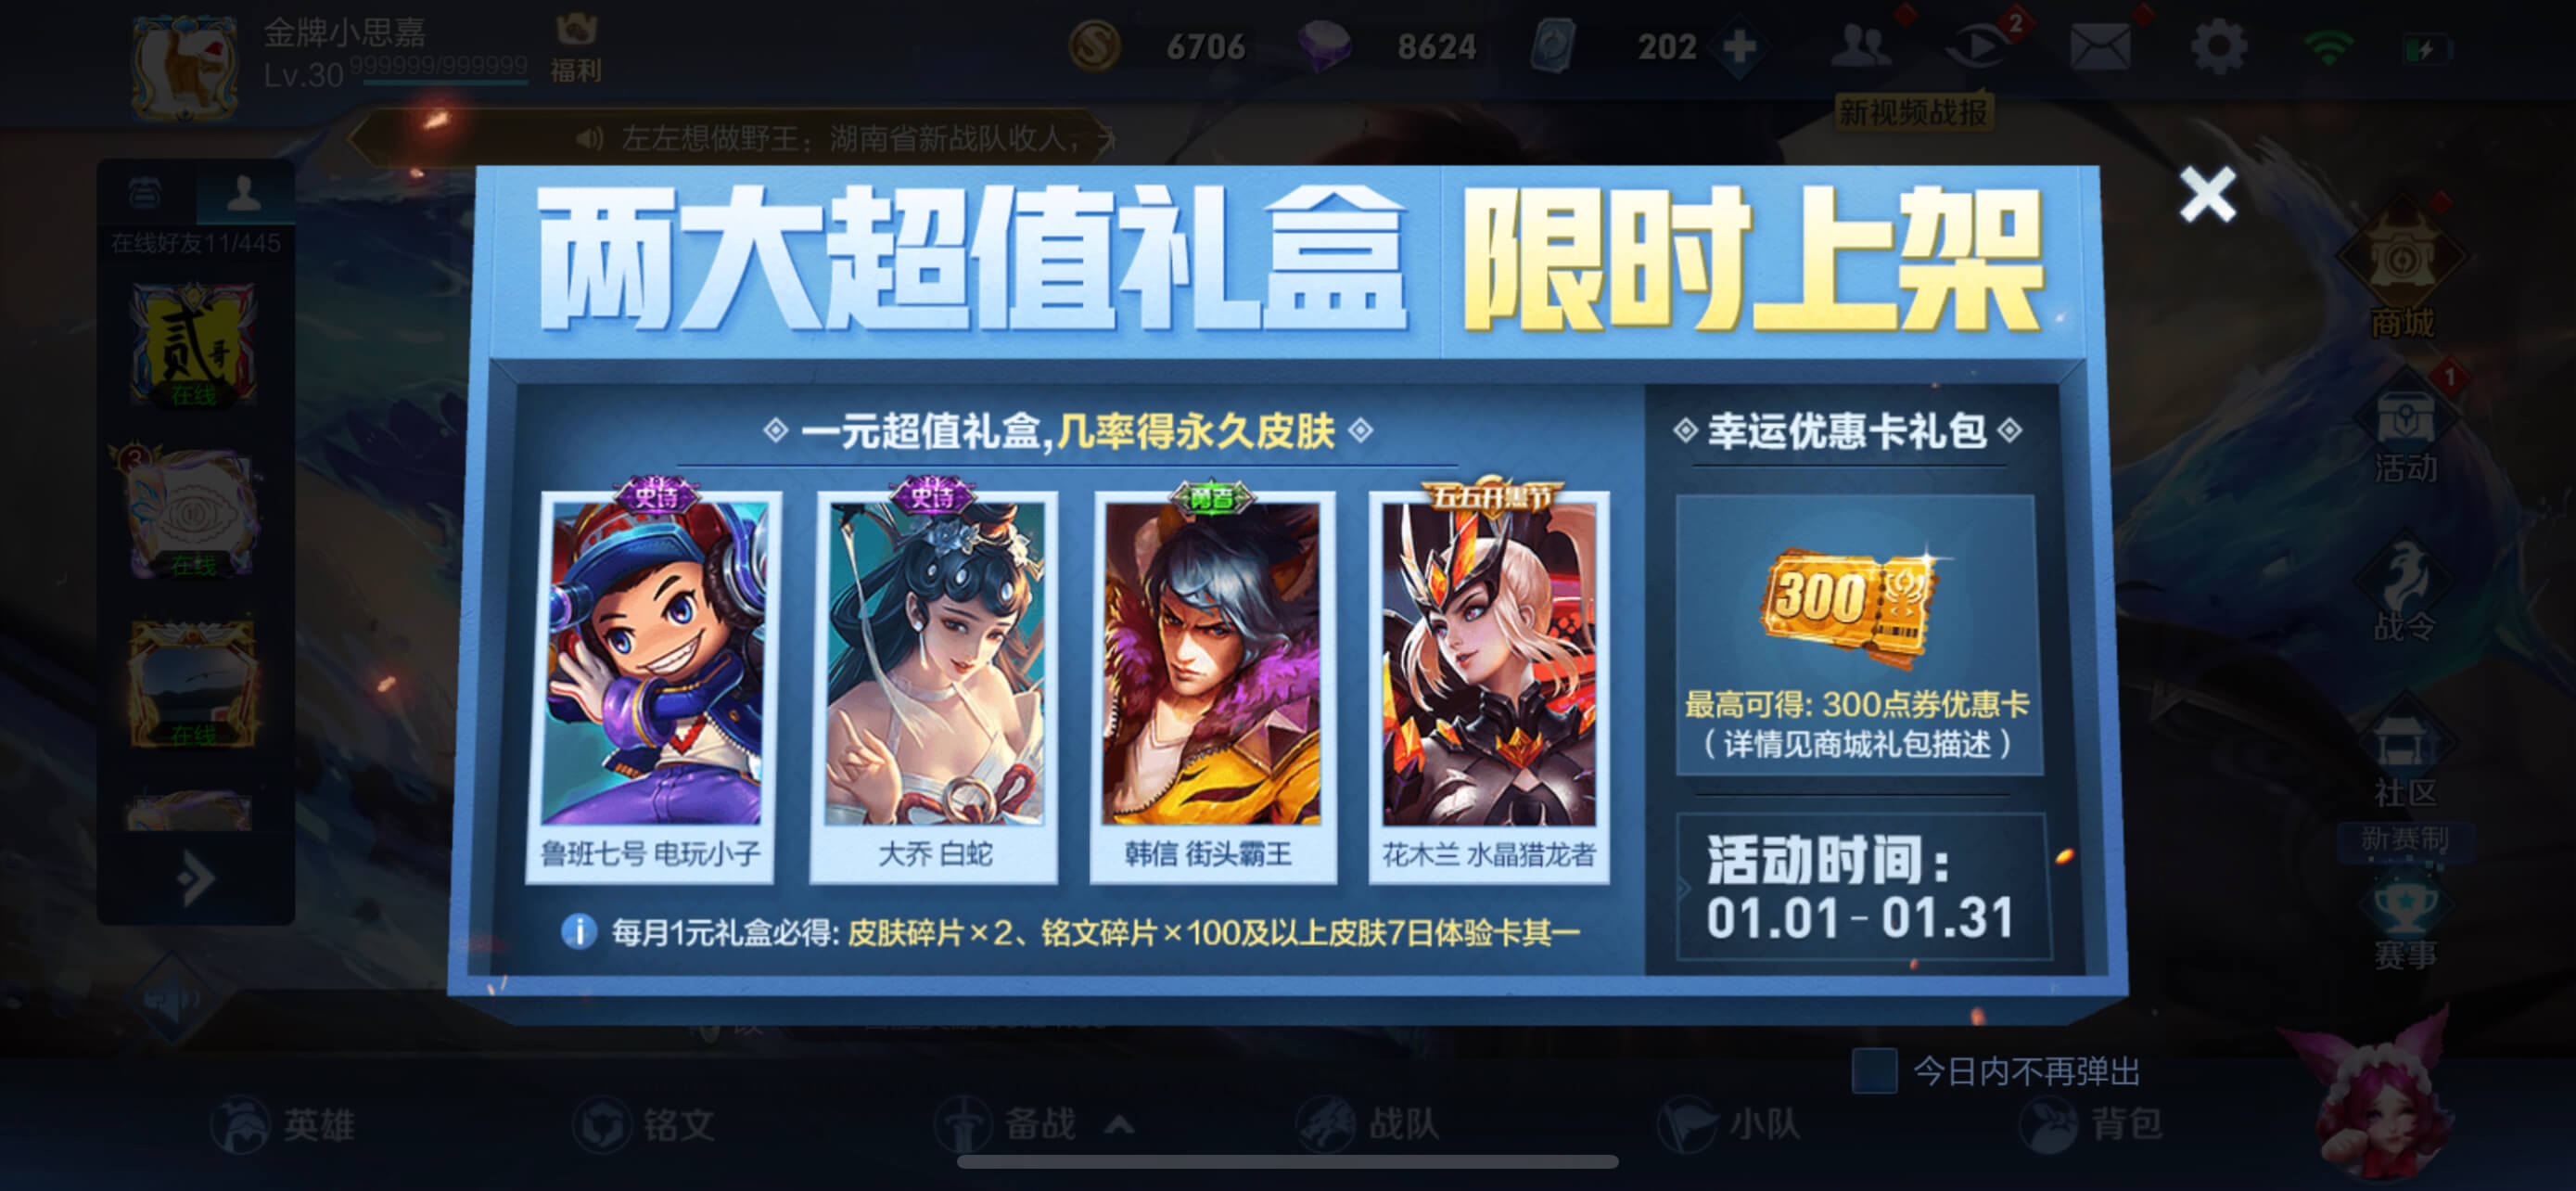 金牌小思嘉
Lv.30 999999/999999
福利
6706
8624
202
2
新视频战报
左左想做野王：湖南省新战队收人，
在线好友11/445
贰哥
在线
3
在线
在线
两大超值礼盒 限时上架
一元超值礼盒,几率得永久皮肤
史诗
史诗
勇者
五五开黑节
鲁班七号 电玩小子
大乔 白蛇
韩信 街头霸王
花木兰 水晶猎龙者
每月1元礼盒必得: 皮肤碎片×2、铭文碎片×100及以上皮肤7日体验卡其一
幸运优惠卡礼包
300
最高可得: 300点券优惠卡
（详情见商城礼包描述）
活动时间：
01.01-01.31
商城
1
活动
战令
社区
新赛制
赛事
今日内不再弹出
英雄
铭文
备战
战队
小队
背包